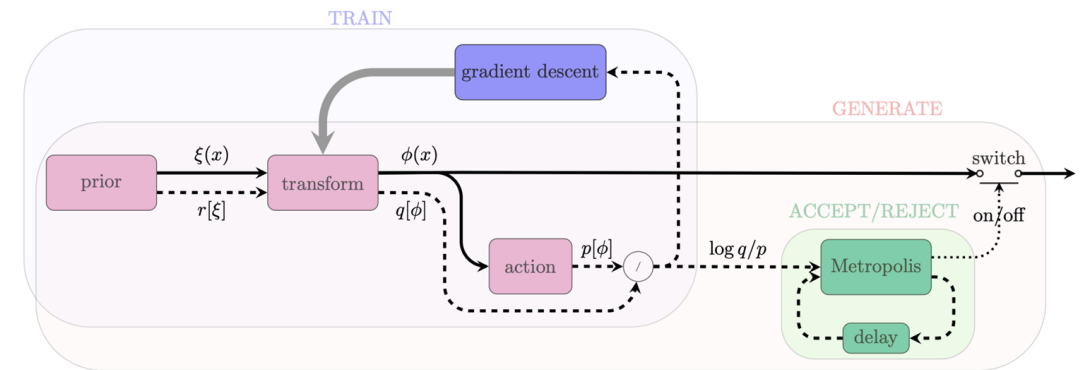 TRAIN
gradient descent
GENERATE
prior
ξ(x)
r[ξ]
transform
ϕ(x)
q[ϕ]
switch
on/off
ACCEPT/REJECT
action
p[ϕ]
/
log q/p
Metropolis
delay